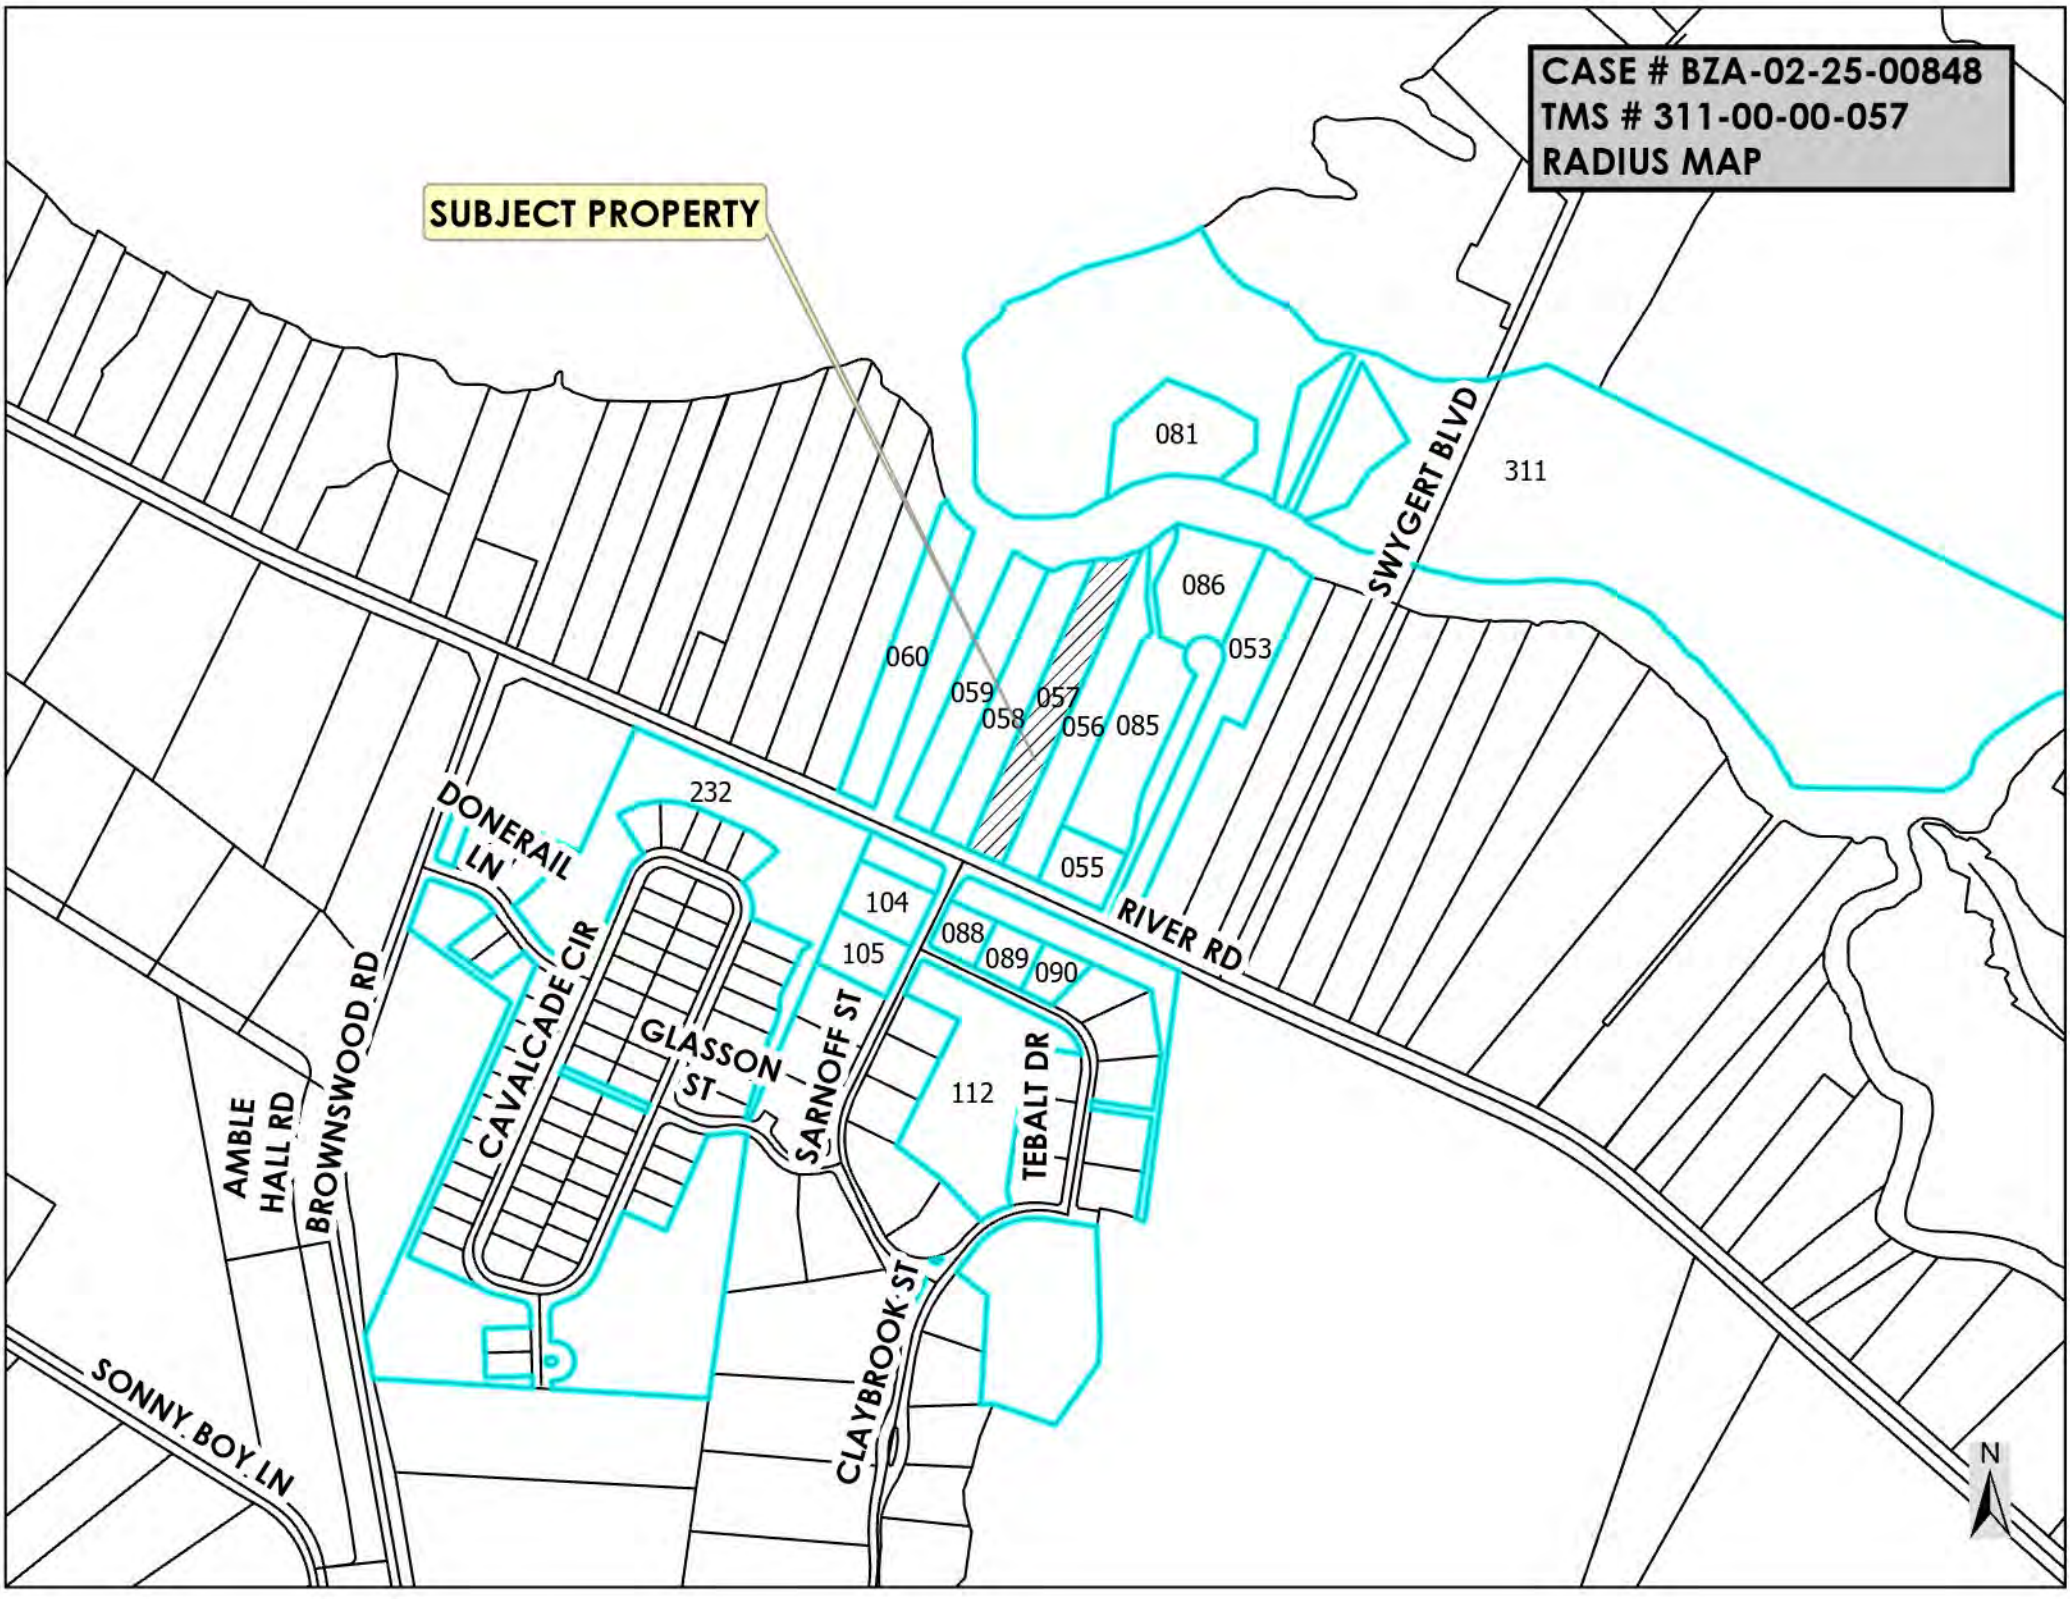 CASE # BZA-02-25-00848
TMS # 311-00-00-057
RADIUS MAP
SUBJECT PROPERTY
081
311
SWYGERT BLVD
086
053
060
059
058
057
056
085
055
232
DONERAIL
LN
104
105
088
089
090
RIVER RD
CAVALCADE CIR
GLASSON
ST
SARNOFF ST
112
TEBALT DR
AMBLE
HALL RD
BROWNSWOOD RD
CLAYBROOK ST
SONNY BOY LN
N